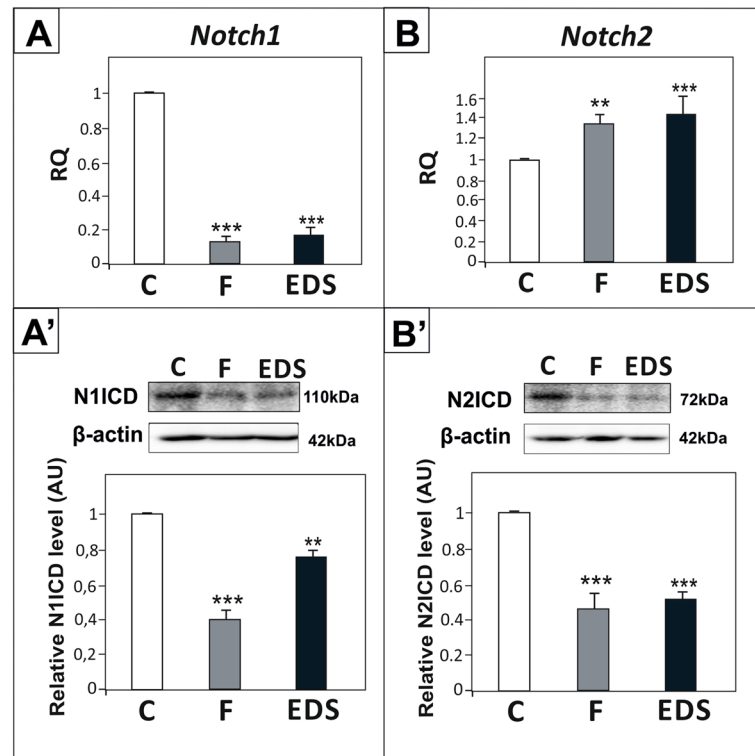 A
Notch1
RQ
1
0.8
0.6
0.4
0.2
0
***
***
C F EDS
B
Notch2
RQ
1.6
1.4
1.2
1
0.8
0.6
0.4
0.2
0
**
***
C F EDS
A'
C F EDS
N1ICD 110kDa
β-actin 42kDa
Relative N1ICD level (AU)
1
0,8
0,6
0,4
0,2
0
***
**
C F EDS
B'
C F EDS
N2ICD 72kDa
β-actin 42kDa
Relative N2ICD level (AU)
1
0.8
0.6
0.4
0.2
0
***
***
C F EDS